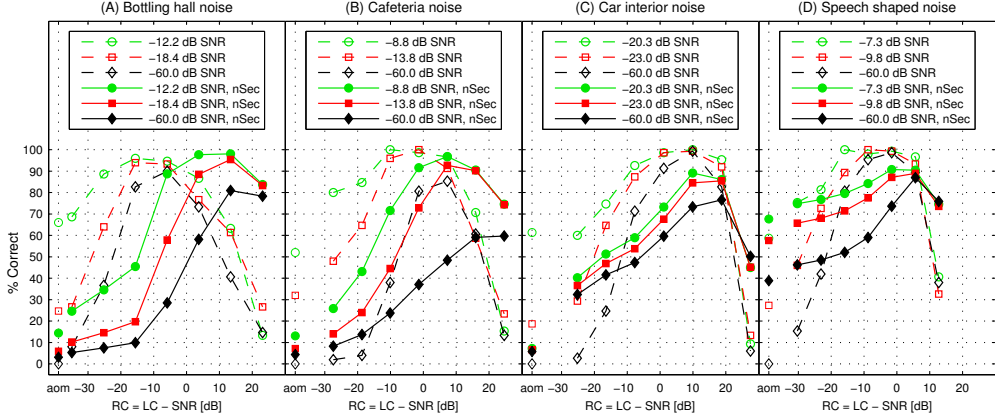 (A) Bottling hall noise
(B) Cafeteria noise
(C) Car interior noise
(D) Speech shaped noise
−12.2 dB SNR
−18.4 dB SNR
−60.0 dB SNR
−12.2 dB SNR, nSec
−18.4 dB SNR, nSec
−60.0 dB SNR, nSec
−8.8 dB SNR
−13.8 dB SNR
−60.0 dB SNR
−8.8 dB SNR, nSec
−13.8 dB SNR, nSec
−60.0 dB SNR, nSec
−20.3 dB SNR
−23.0 dB SNR
−60.0 dB SNR
−20.3 dB SNR, nSec
−23.0 dB SNR, nSec
−60.0 dB SNR, nSec
−7.3 dB SNR
−9.8 dB SNR
−60.0 dB SNR
−7.3 dB SNR, nSec
−9.8 dB SNR, nSec
−60.0 dB SNR, nSec
% Correct
100
90
80
70
60
50
40
30
20
10
0
aom −30 −20 −10 0 10 20
aom −30 −20 −10 0 10 20
aom −30 −20 −10 0 10 20
aom −30 −20 −10 0 10 20
RC = LC − SNR [dB]
RC = LC − SNR [dB]
RC = LC − SNR [dB]
RC = LC − SNR [dB]